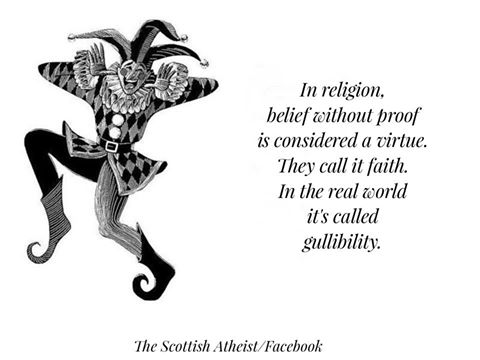 In religion,
belief without proof
is considered a virtue.
They call it faith.
In the real world
it's called
gullibility.
The Scottish Atheist/Facebook